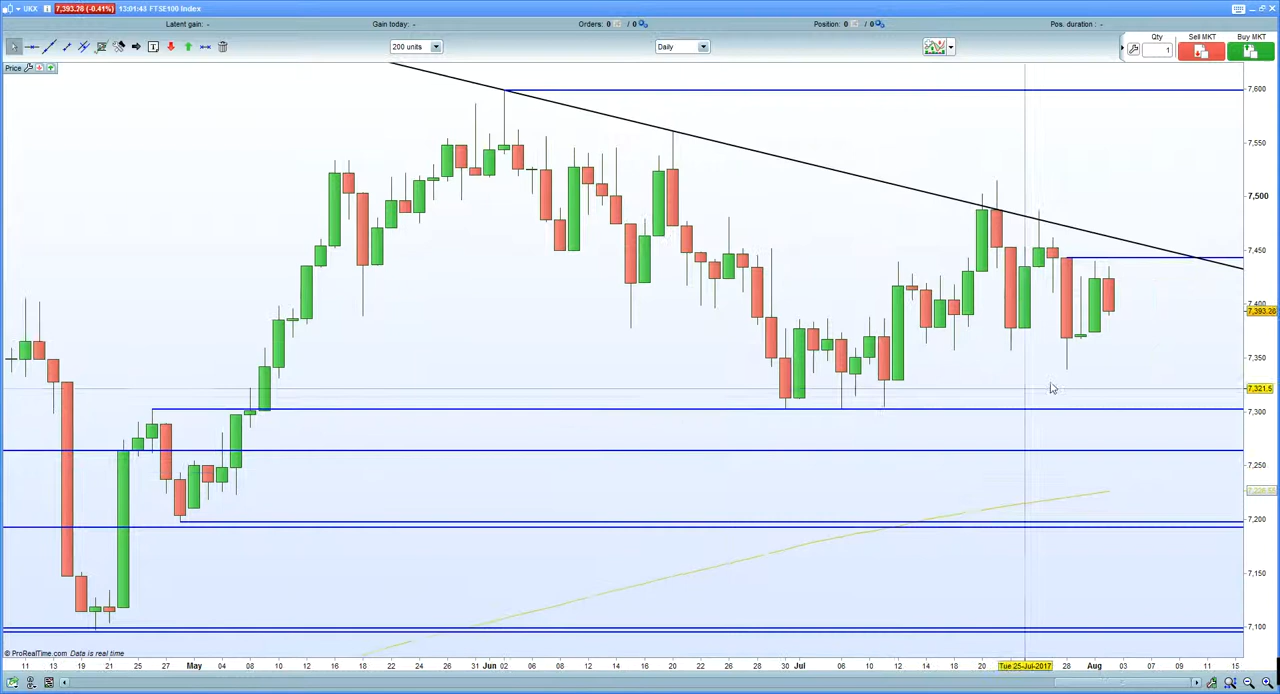 UKX 7,393.28 (-0.41%) 13:01:43 FTSE100 Index
Latent gain: - Gain today: - Orders: 0 / 0 Position: 0 / 0 Pos. duration : -
Qty Sell MKT Buy MKT
200 units Daily 1
Price
7,600
7,550
7,500
7,450
7,400
7,393.28
7,350
7,321.5
7,300
7,250
7,200
7,150
7,100
© ProRealTime.com Data is real time
11 13 19 21 25 27 May 04 08 10 12 16 18 22 24 26 31 Jun 02 06 08 12 14 16 20 22 26 28 30 Jul 06 10 12 14 18 20 Tue 25-Jul-2017 28 Aug 03 07 09 11 15